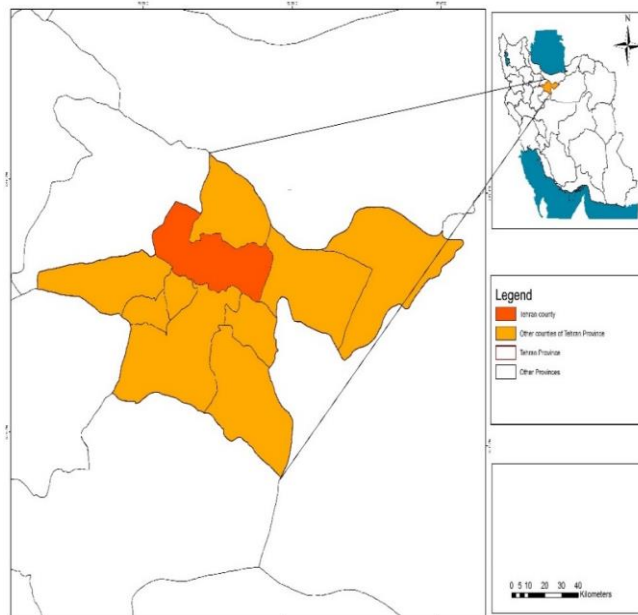 N
Legend
Tehran county
Other counties of Tehran Province
Tehran Province
Other Provinces
0 5 10 20 30 40
Kilometers